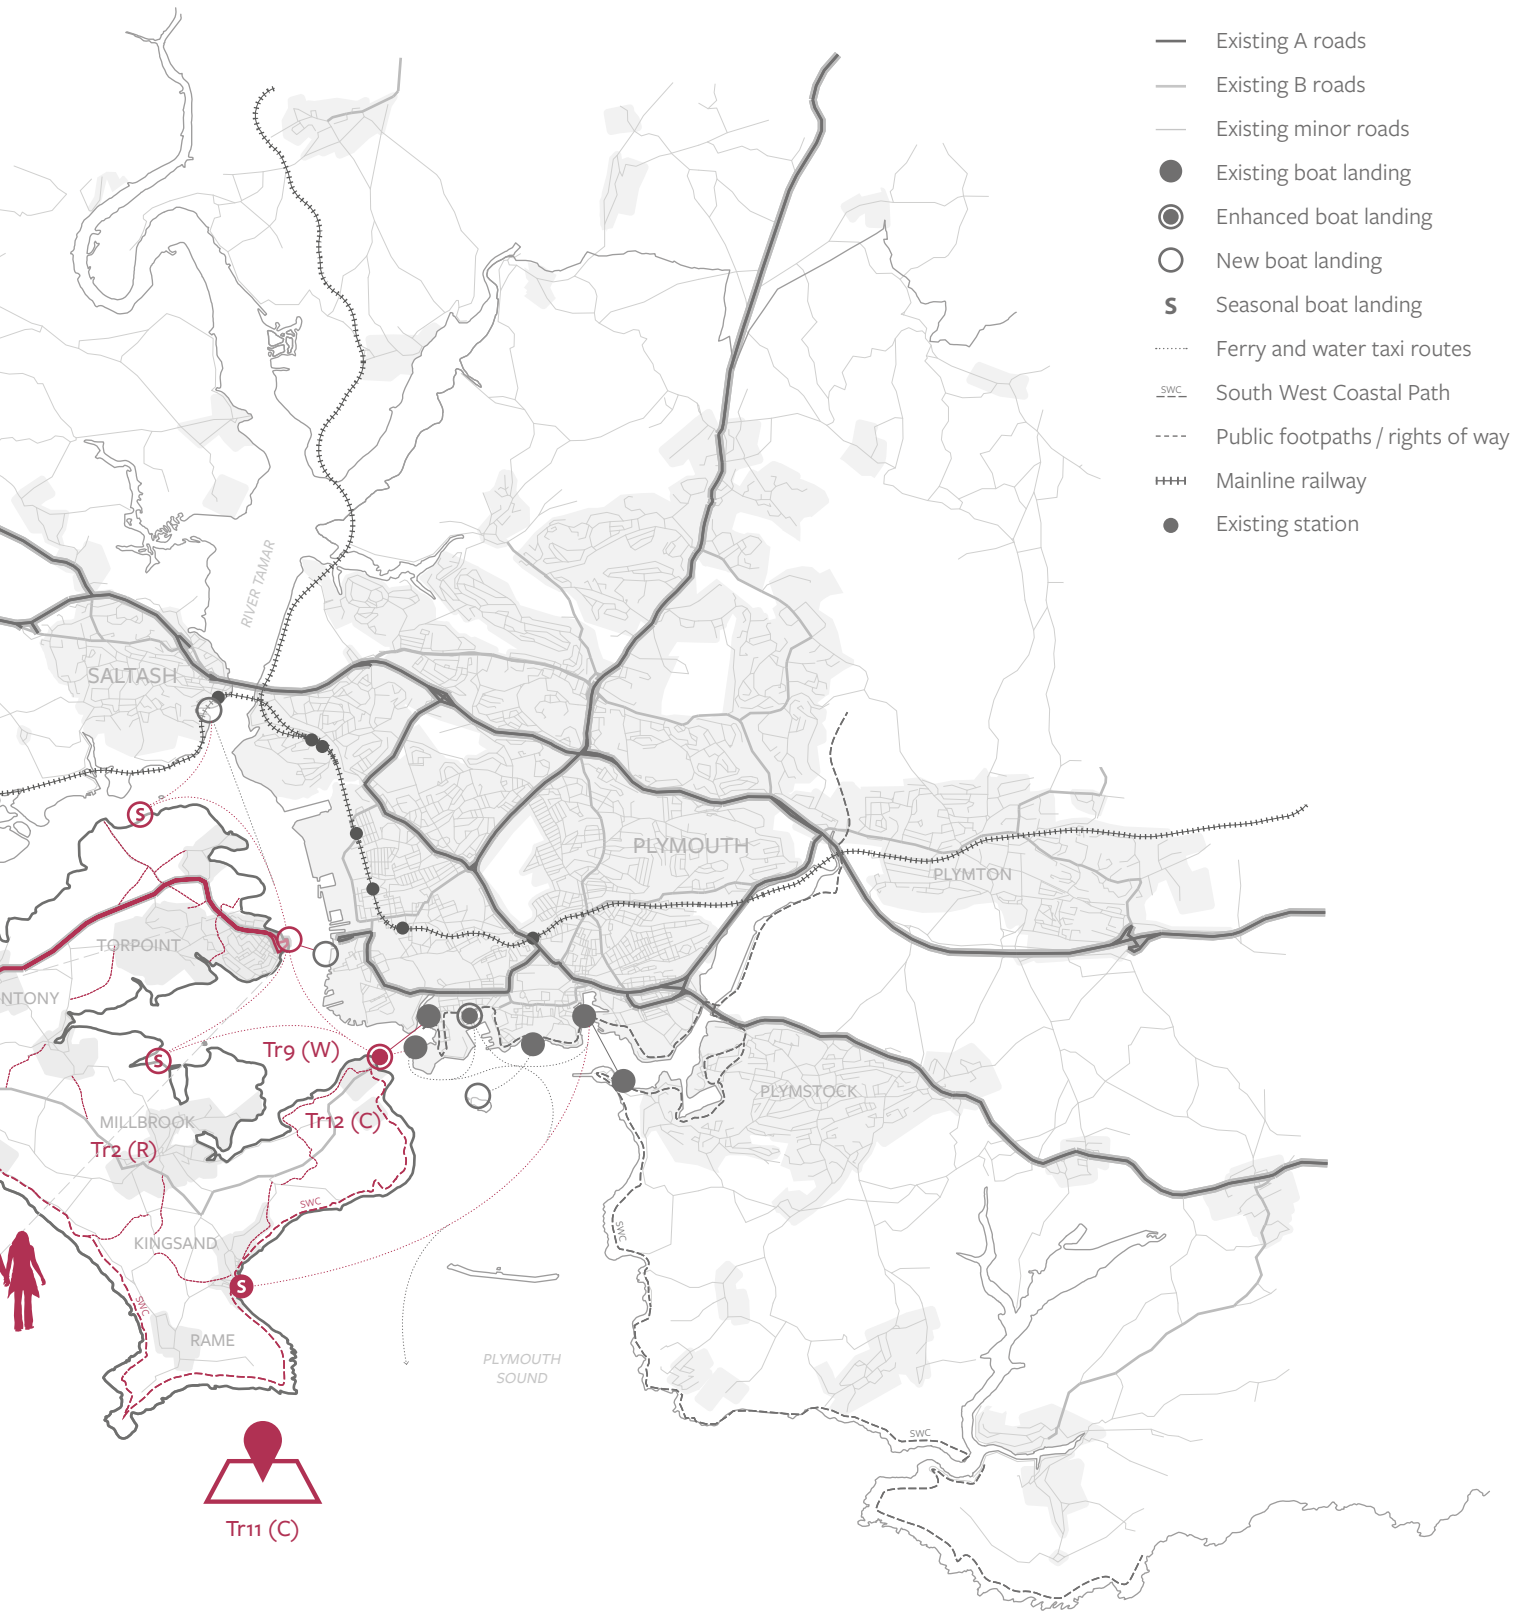 Existing A roads
Existing B roads
Existing minor roads
Existing boat landing
Enhanced boat landing
New boat landing
S Seasonal boat landing
Ferry and water taxi routes
SWC South West Coastal Path
Public footpaths / rights of way
Mainline railway
Existing station
RIVER TAMAR
SALTASH
S
PLYMOUTH
PLYMTON
TORPOINT
NTONY
Tr9 (W)
S
PLYMSTOCK
MILLBROOK
Tr12 (C)
Tr2 (R)
SWC
SWC
KINGSAND
S
SWC
RAME
PLYMOUTH
SOUND
SWC
Tr11 (C)